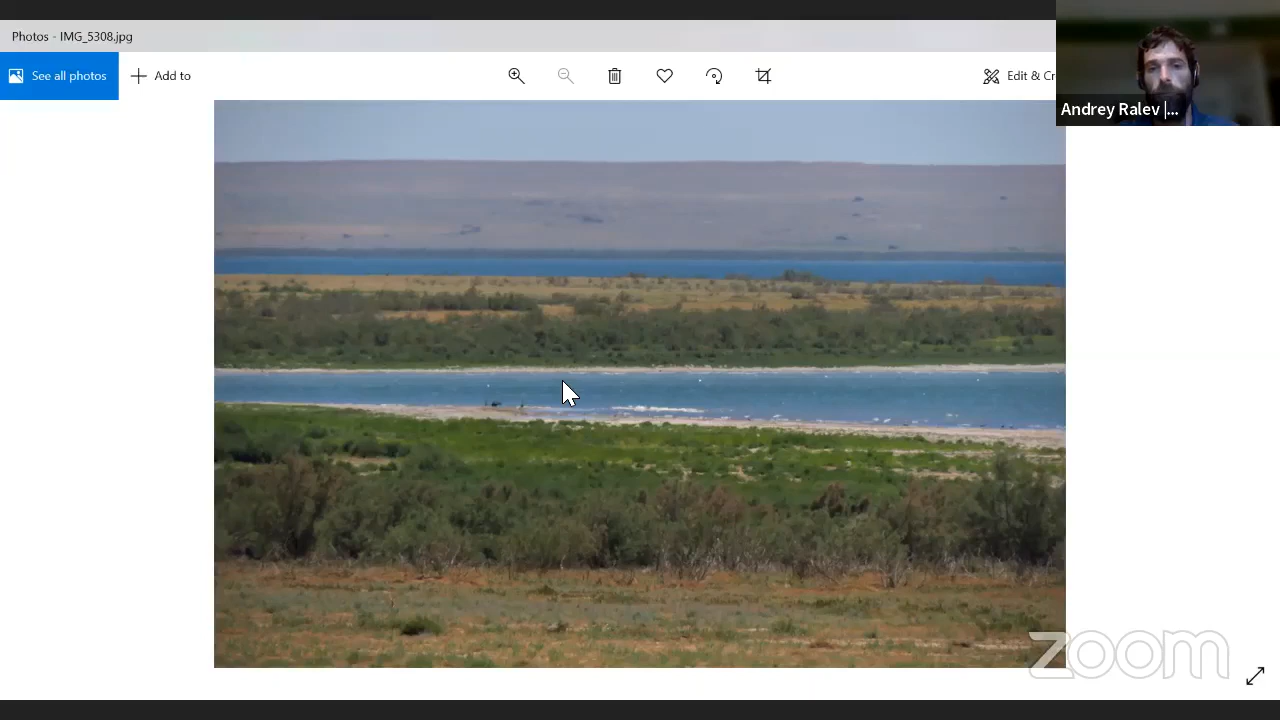 Photos - IMG_5308.jpg
See all photos
Add to
Edit & Cr
Andrey Ralev |...
zoom